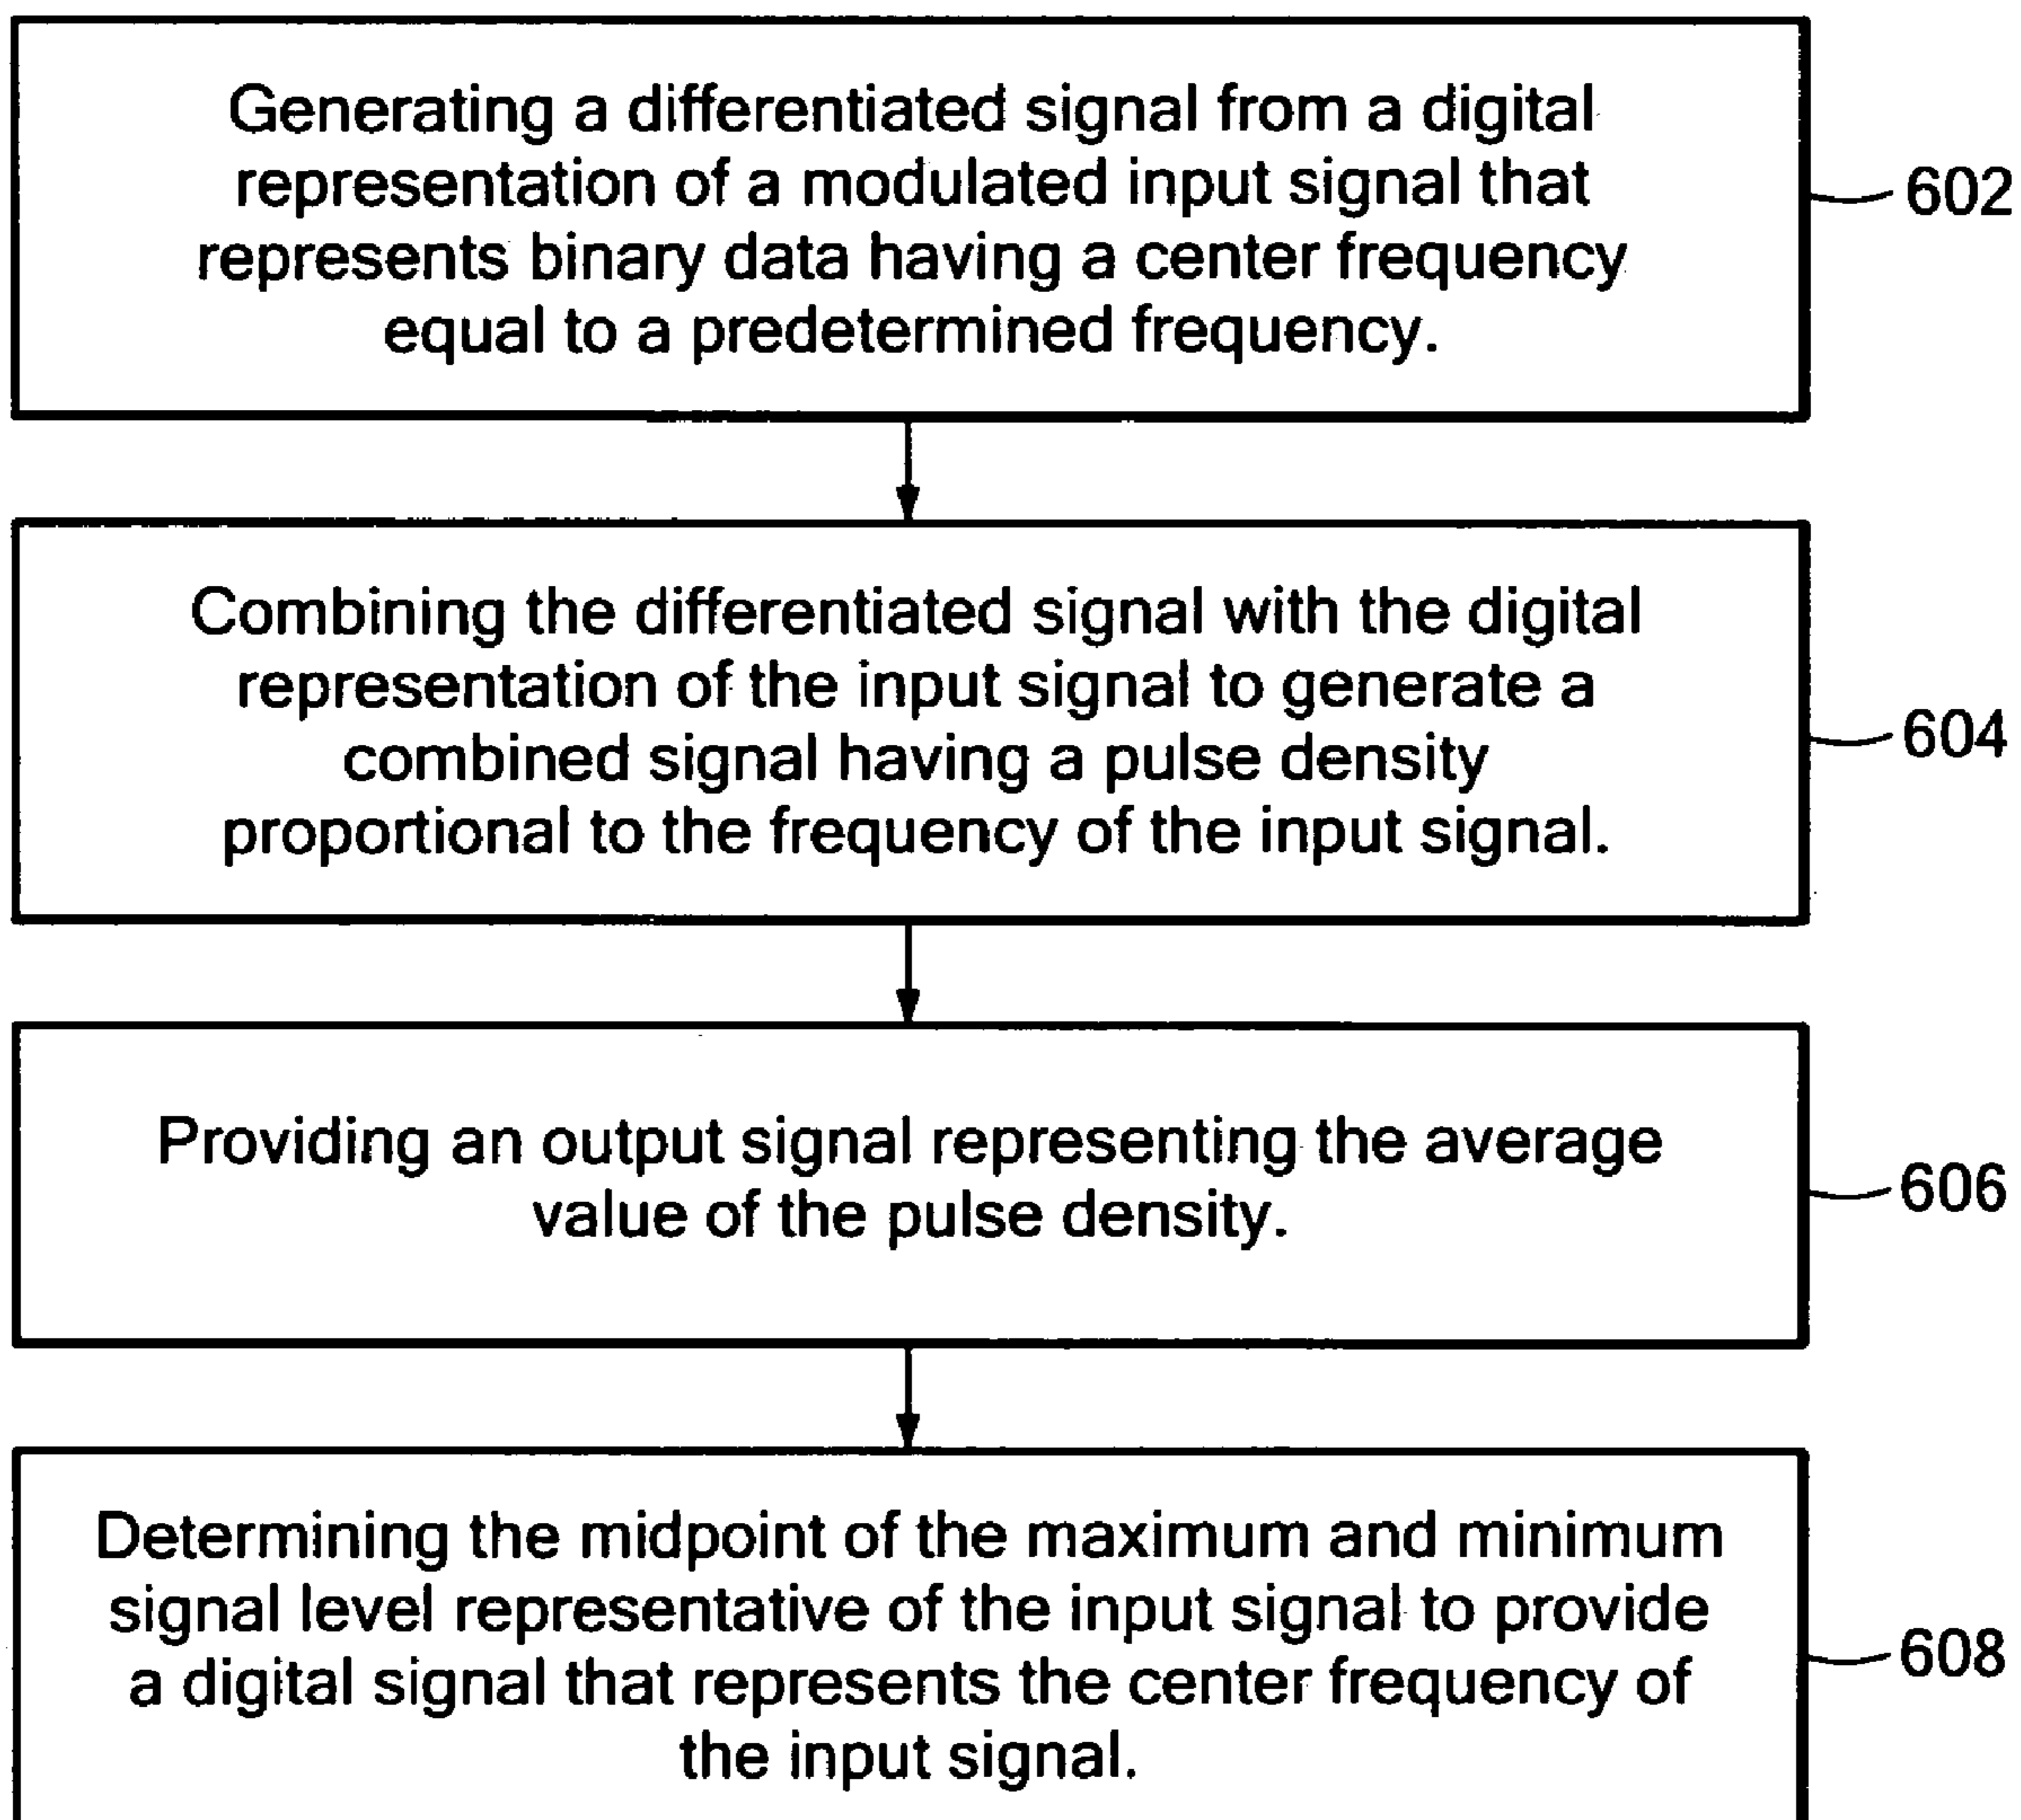 Generating a differentiated signal from a digital
representation of a modulated input signal that
represents binary data having a center frequency
equal to a predetermined frequency.
602
Combining the differentiated signal with the digital
representation of the input signal to generate a
combined signal having a pulse density
proportional to the frequency of the input signal.
604
Providing an output signal representing the average
value of the pulse density.
606
Determining the midpoint of the maximum and minimum
signal level representative of the input signal to provide
a digital signal that represents the center frequency of
the input signal.
608